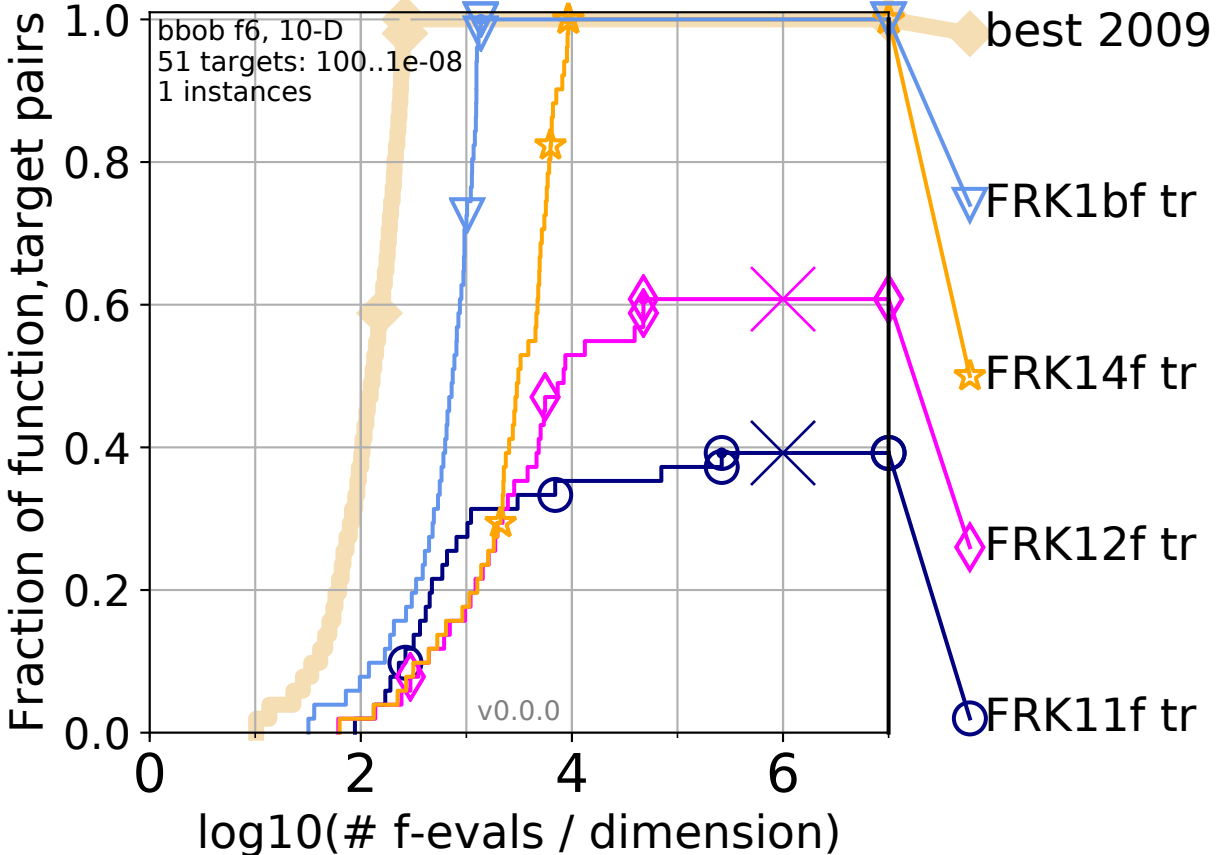 Fraction of function,target pairs
1.0
0.8
0.6
0.4
0.2
0.0
bbob f6, 10-D
51 targets: 100..1e-08
1 instances
v0.0.0
best 2009
FRK1bf tr
FRK14f tr
FRK12f tr
FRK11f tr
0 2 4 6
log10(# f-evals / dimension)